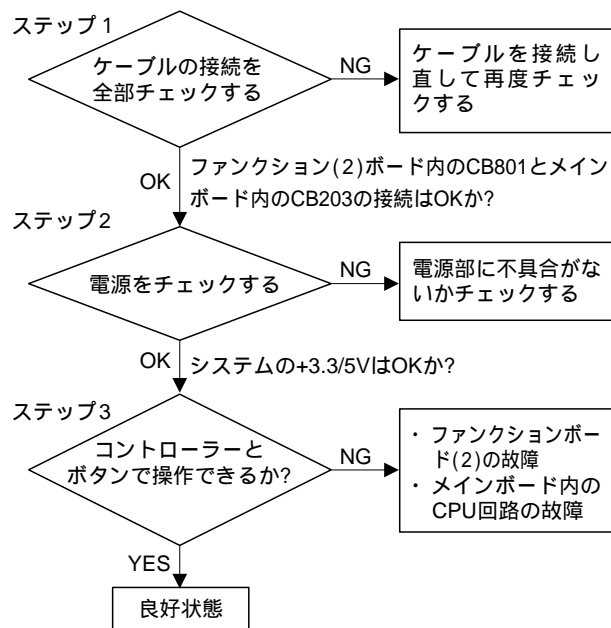 ステップ1
ケーブルの接続を
全部チェックする
NG
ケーブルを接続し
直して再度チェッ
クする
OK
ファンクション(2)ボード内のCB801とメイン
ボード内のCB203の接続はOKか?
ステップ2
電源をチェックする
NG
電源部に不具合がな
いかチェックする
OK
システムの+3.3/5VはOKか?
ステップ3
コントローラーと
ボタンで操作できるか?
NG
・ ファンクションボー
ド(2)の故障
・ メインボード内の
CPU回路の故障
YES
良好状態